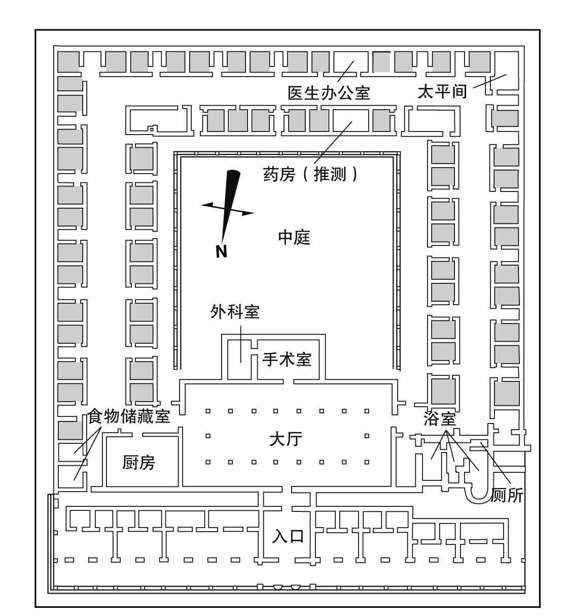 医生办公室
太平间
药房（推测）
N
中庭
外科室
手术室
食物储藏室
大厅
浴室
厨房
厕所
入口